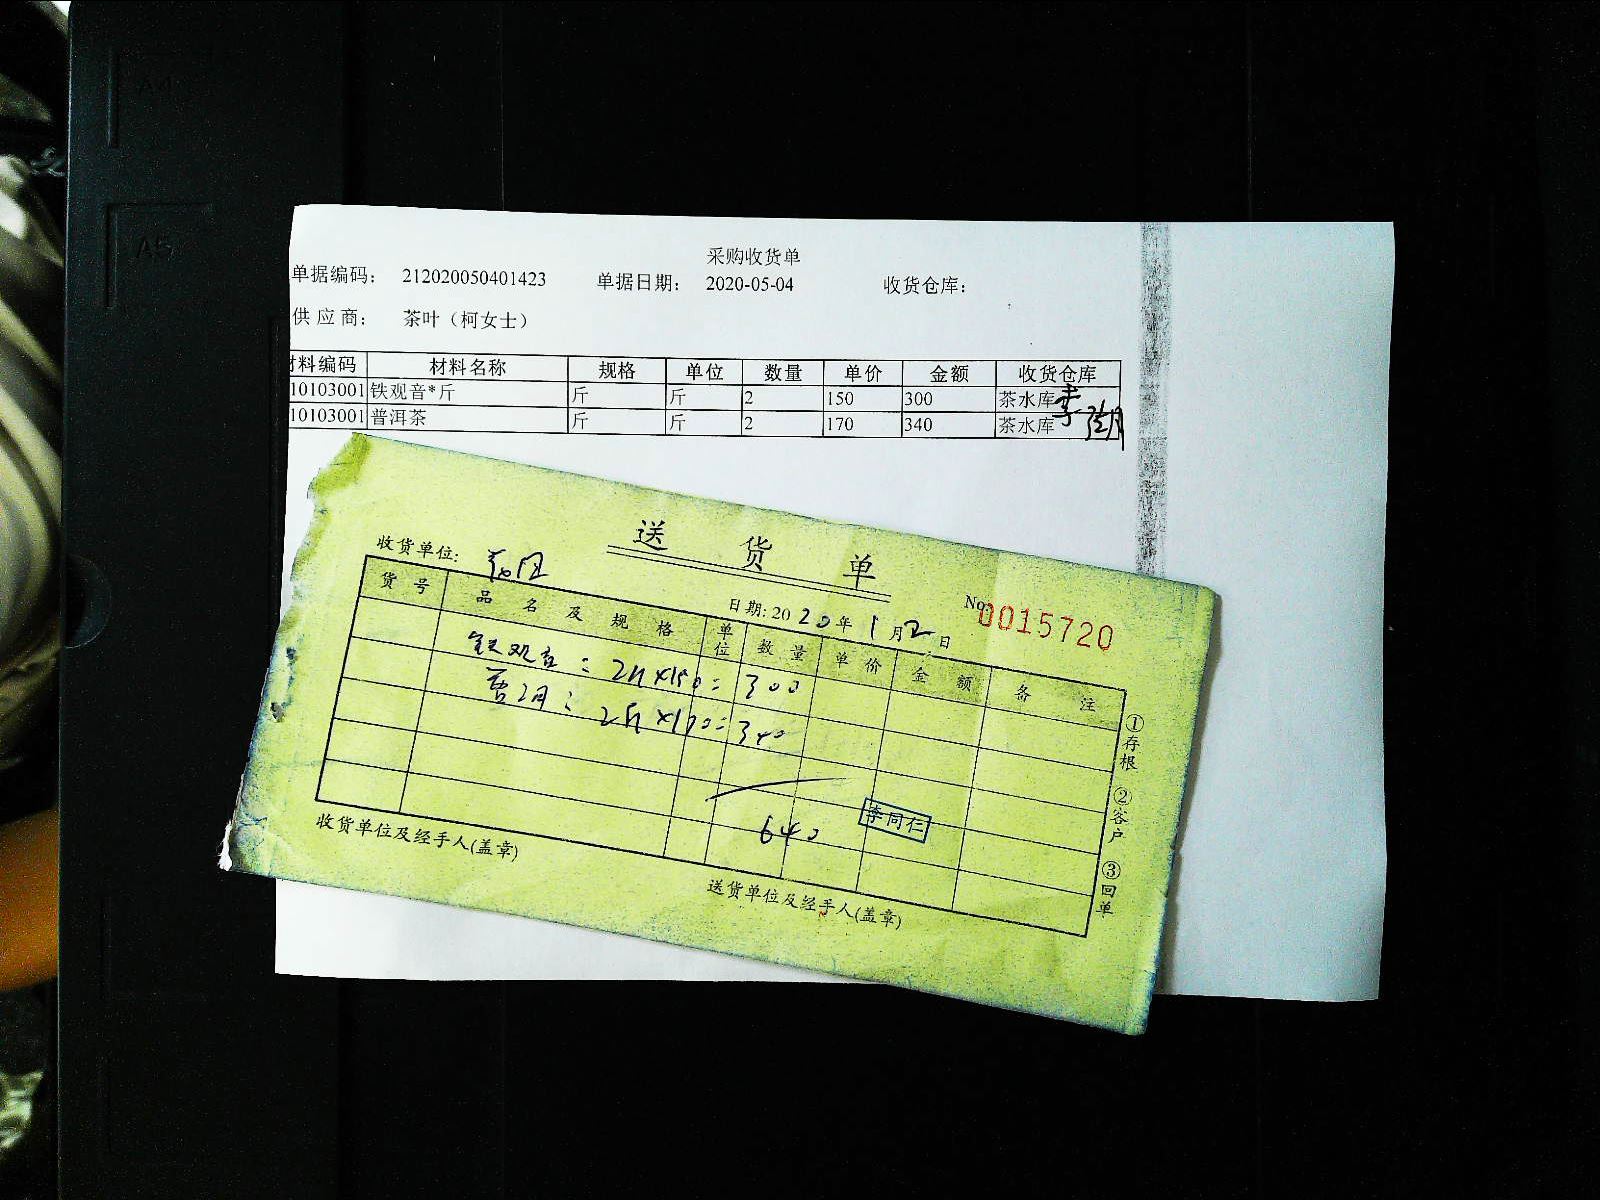 A4
A5
采购收货单
单据编码： 212020050401423 单据日期： 2020-05-04 收货仓库：
供应商： 茶叶（柯女士）
材料编码 材料名称 规格 单位 数量 单价 金额 收货仓库
10103001 铁观音*斤 斤 斤 2 150 300 茶水库
10103001 普洱茶 斤 斤 2 170 340 茶水库
送货单
收货单位：
日期: 2020年1月2日 No. 0015720
货号 品名及规格 单位 数量 单价 金额 备注
铁观音: 2斤×150= 300
普洱: 2斤×170= 340
640
李同仁
①存根 ②客户 ③回单
收货单位及经手人(盖章) 送货单位及经手人(盖章)